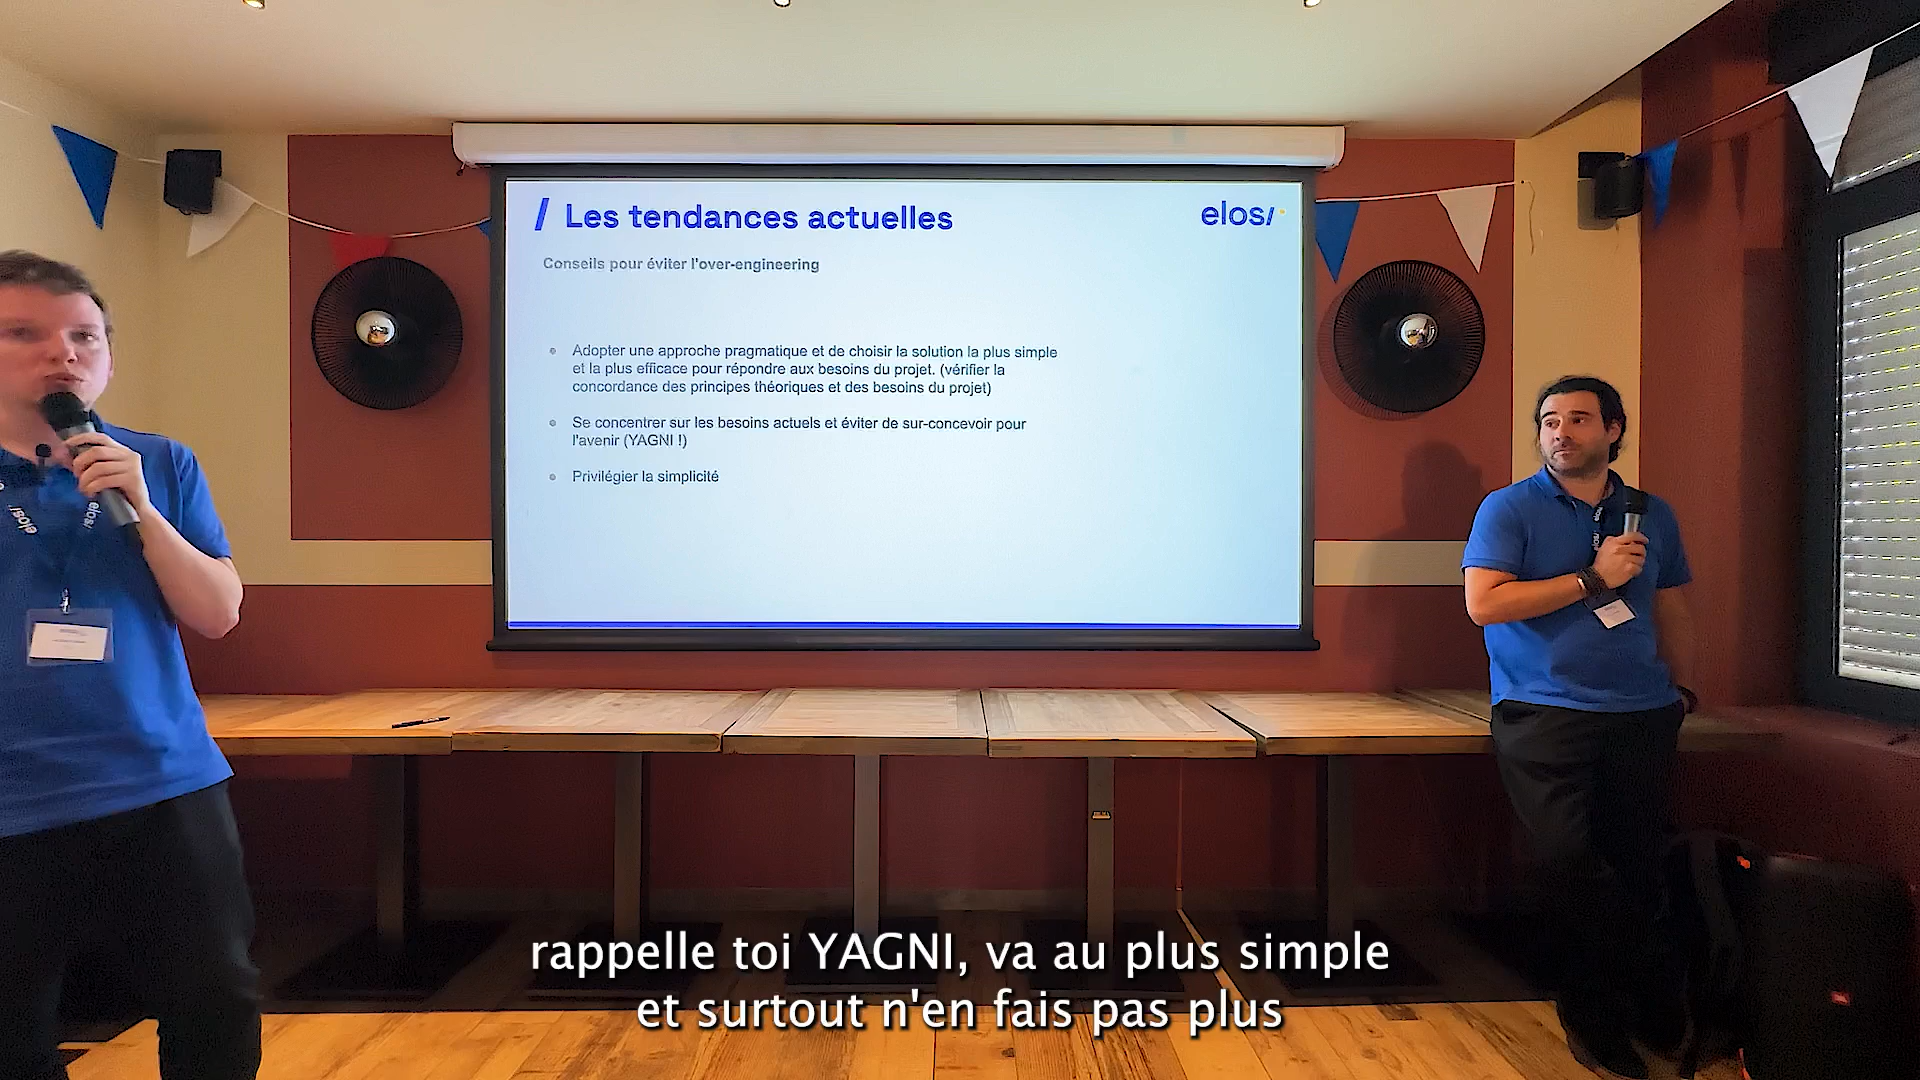 / Les tendances actuelles
elosi
Conseils pour éviter l'over-engineering
Adopter une approche pragmatique et de choisir la solution la plus simple
et la plus efficace pour répondre aux besoins du projet. (vérifier la
concordance des principes théoriques et des besoins du projet)
Se concentrer sur les besoins actuels et éviter de sur-concevoir pour
l'avenir (YAGNI !)
Privilégier la simplicité
elosi
elosi
rappelle toi YAGNI, va au plus simple
et surtout n'en fais pas plus